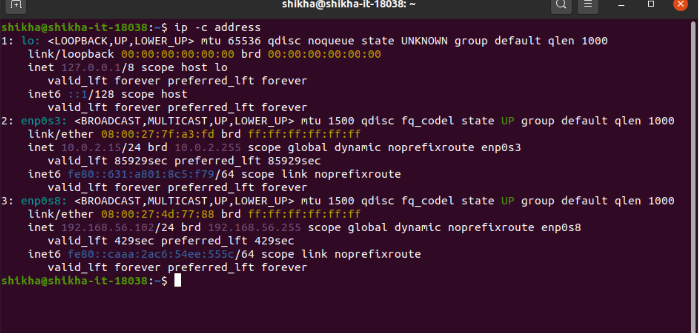 shikha@shikha-it-18038: ~
shikha@shikha-it-18038:~$ ip -c address
1: lo: <LOOPBACK,UP,LOWER_UP> mtu 65536 qdisc noqueue state UNKNOWN group default qlen 1000
    link/loopback 00:00:00:00:00:00 brd 00:00:00:00:00:00
    inet 127.0.0.1/8 scope host lo
       valid_lft forever preferred_lft forever
    inet6 ::1/128 scope host
       valid_lft forever preferred_lft forever
2: enp0s3: <BROADCAST,MULTICAST,UP,LOWER_UP> mtu 1500 qdisc fq_codel state UP group default qlen 1000
    link/ether 08:00:27:7f:a3:fd brd ff:ff:ff:ff:ff:ff
    inet 10.0.2.15/24 brd 10.0.2.255 scope global dynamic noprefixroute enp0s3
       valid_lft 85929sec preferred_lft 85929sec
    inet6 fe80::631:a801:8c5:f79/64 scope link noprefixroute
       valid_lft forever preferred_lft forever
3: enp0s8: <BROADCAST,MULTICAST,UP,LOWER_UP> mtu 1500 qdisc fq_codel state UP group default qlen 1000
    link/ether 08:00:27:4d:77:88 brd ff:ff:ff:ff:ff:ff
    inet 192.168.56.102/24 brd 192.168.56.255 scope global dynamic noprefixroute enp0s8
       valid_lft 429sec preferred_lft 429sec
    inet6 fe80::caaa:2ac6:54ee:555c/64 scope link noprefixroute
       valid_lft forever preferred_lft forever
shikha@shikha-it-18038:~$